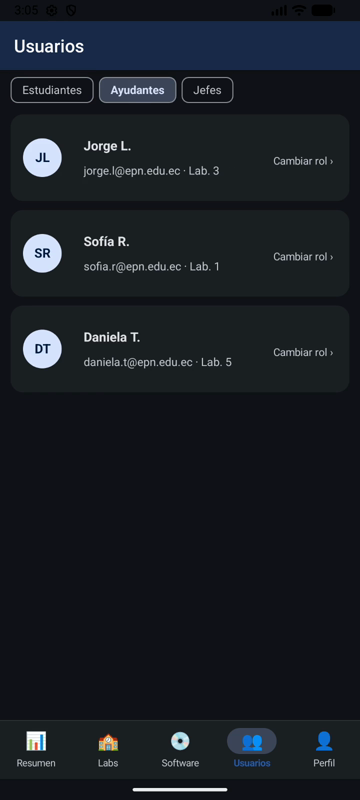 3:05
Usuarios
Estudiantes
Ayudantes
Jefes
JL
Jorge L.
jorge.l@epn.edu.ec · Lab. 3
Cambiar rol ›
SR
Sofía R.
sofia.r@epn.edu.ec · Lab. 1
Cambiar rol ›
DT
Daniela T.
daniela.t@epn.edu.ec · Lab. 5
Cambiar rol ›
Resumen
Labs
Software
Usuarios
Perfil